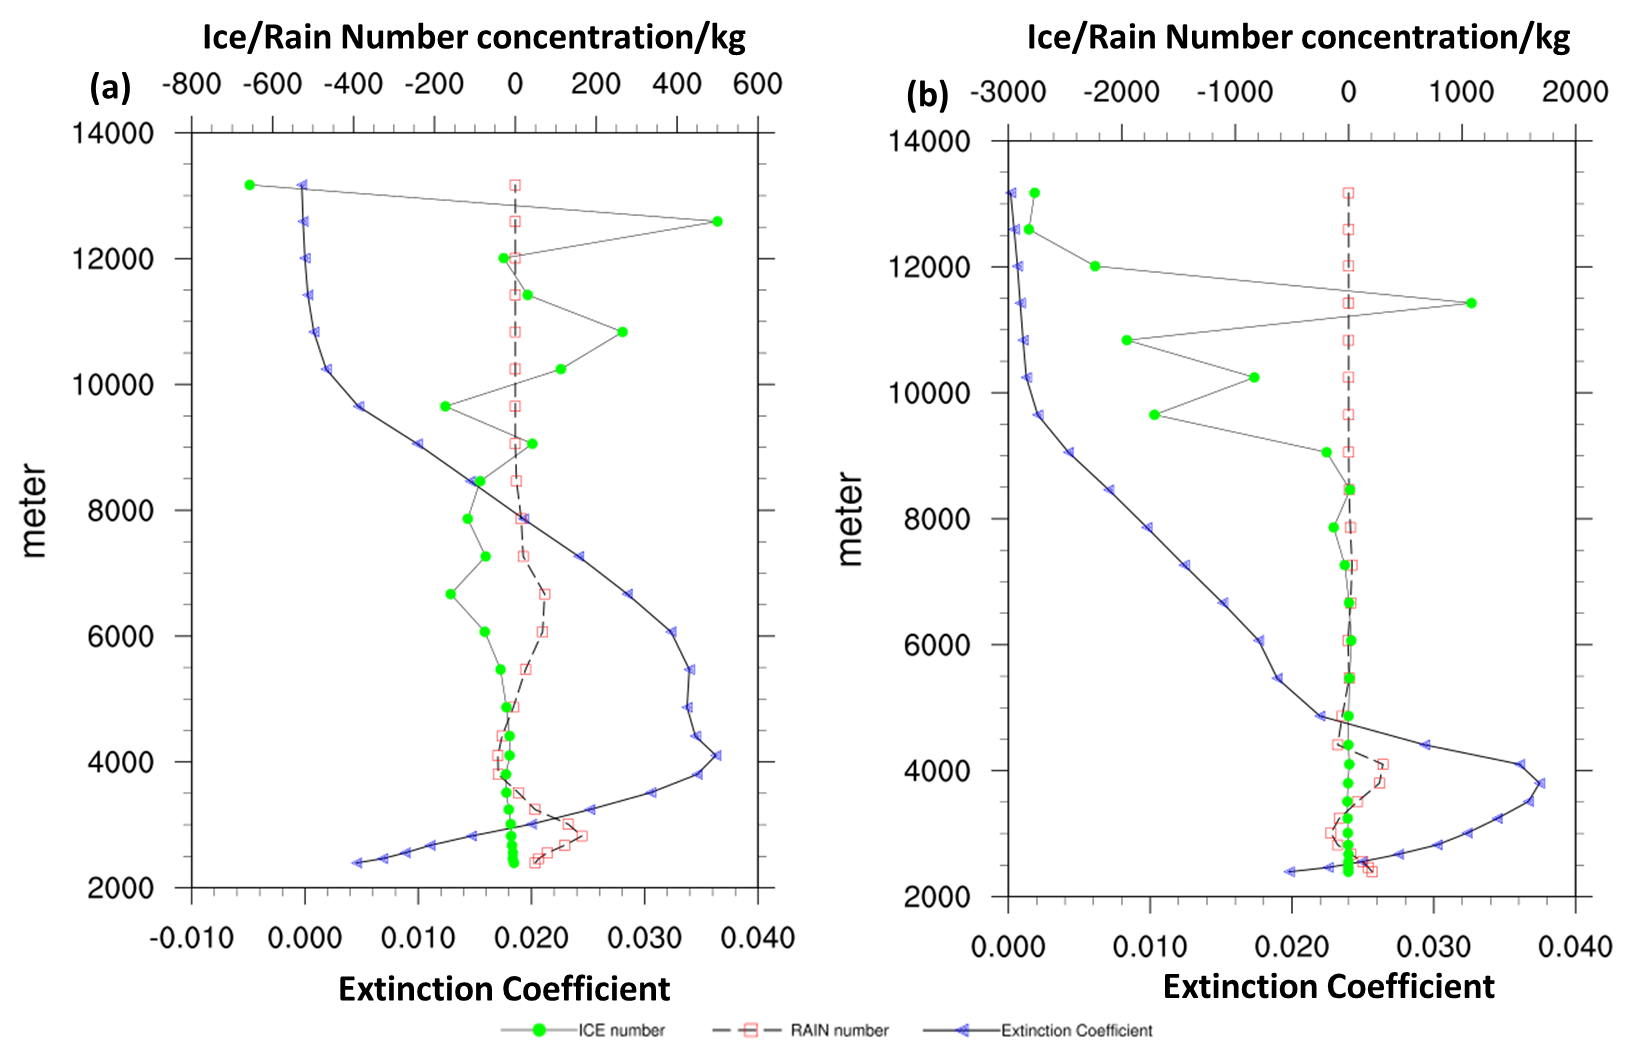 Ice/Rain Number concentration/kg
(a) -800 -600 -400 -200 0 200 400 600
14000
12000
10000
8000
6000
4000
2000
meter
-0.010 0.000 0.010 0.020 0.030 0.040
Extinction Coefficient
Ice/Rain Number concentration/kg
(b) -3000 -2000 -1000 0 1000 2000
14000
12000
10000
8000
6000
4000
2000
meter
0.000 0.010 0.020 0.030 0.040
Extinction Coefficient
ICE number RAIN number Extinction Coefficient